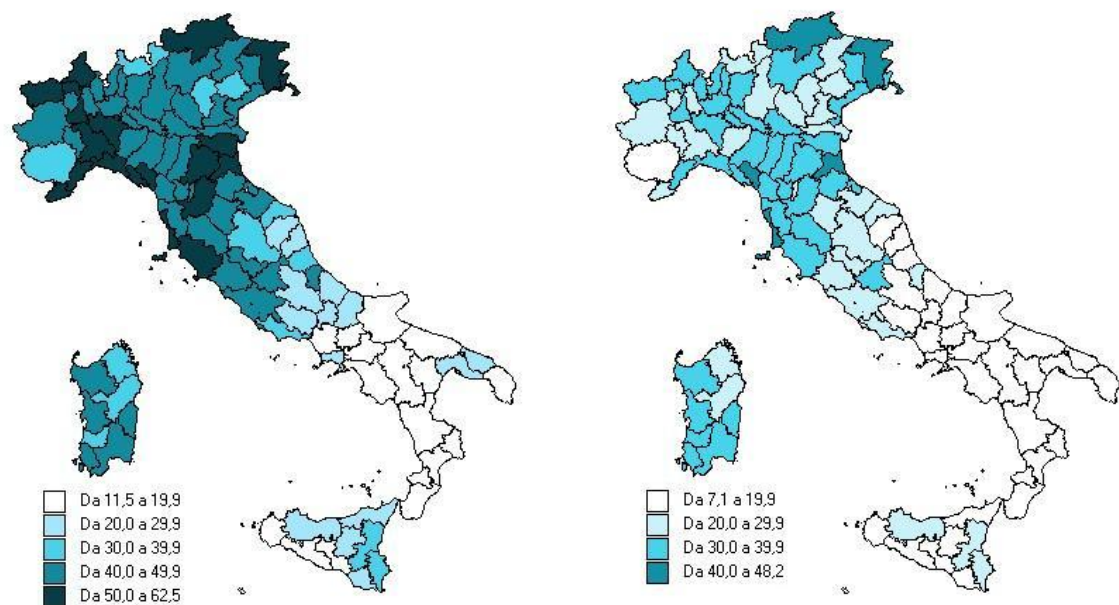 Da 11,5 a 19,9
Da 20,0 a 29,9
Da 30,0 a 39,9
Da 40,0 a 49,9
Da 50,0 a 62,5
Da 7,1 a 19,9
Da 20,0 a 29,9
Da 30,0 a 39,9
Da 40,0 a 48,2